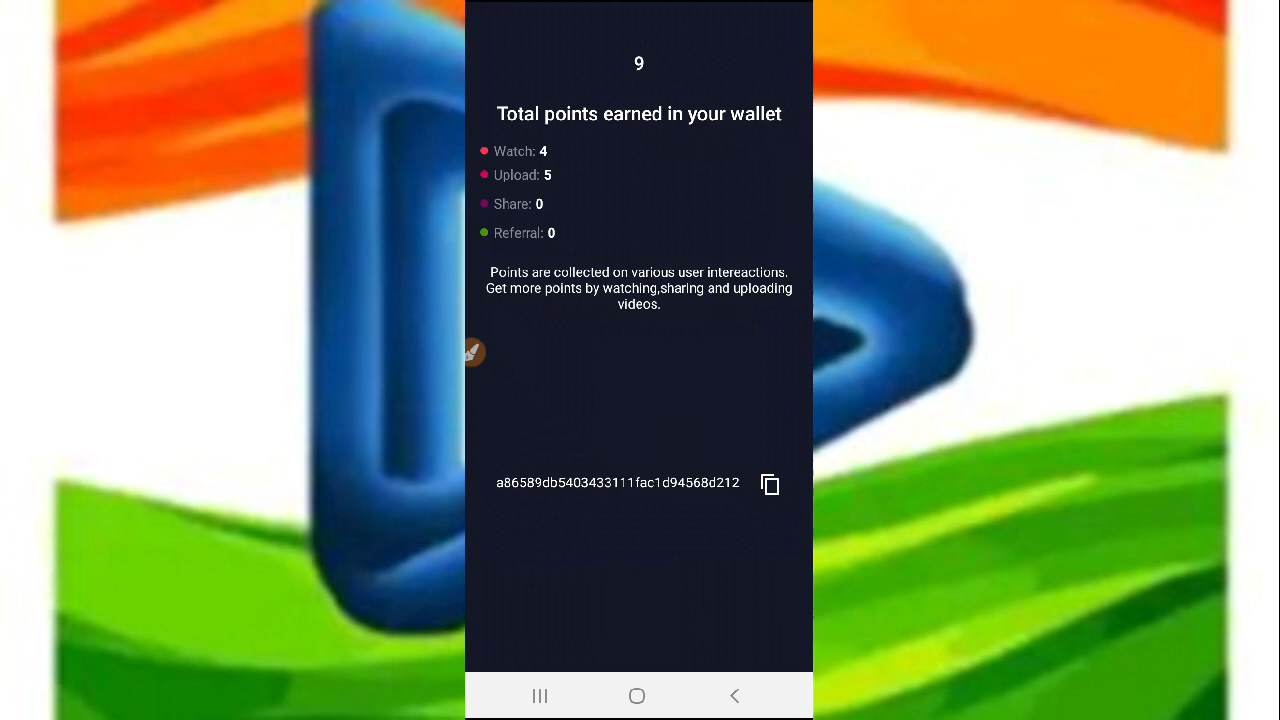 9
Total points earned in your wallet
Watch: 4
Upload: 5
Share: 0
Referral: 0
Points are collected on various user intereactions.
Get more points by watching,sharing and uploading
videos.
a86589db5403433111fac1d94568d212